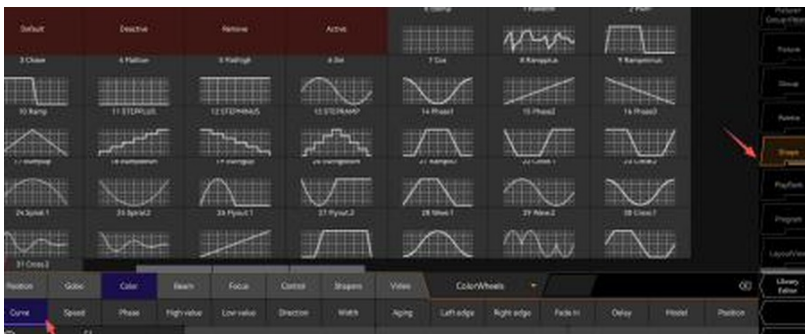 Default Deactive Remove Active
3 Chase 4 Flatlow 5 Flathigh 6 Sin 7 Cos 8 Rampplus 9 Rampminus
10 Ramp 11 STEPPLUS 12 STEPMINUS 13 STEPRAMP 14 Phase1 15 Phase2 16 Phase3
24 Spiral 1 25 Spiral 2 26 Flyout 1 27 Flyout 2 28 Wave 1 29 Wave 2 30 Cross 1
31 Cross 2
Fixture
Group
Palette
Shape
Playback
Program
LayoutView
Position Gobo Color Beam Focus Control Shapers Video ColorWheels
Library
Editor
Curve Speed Phase High value Low value Direction Width Aging Left edge Right edge Fade in Delay Model Position